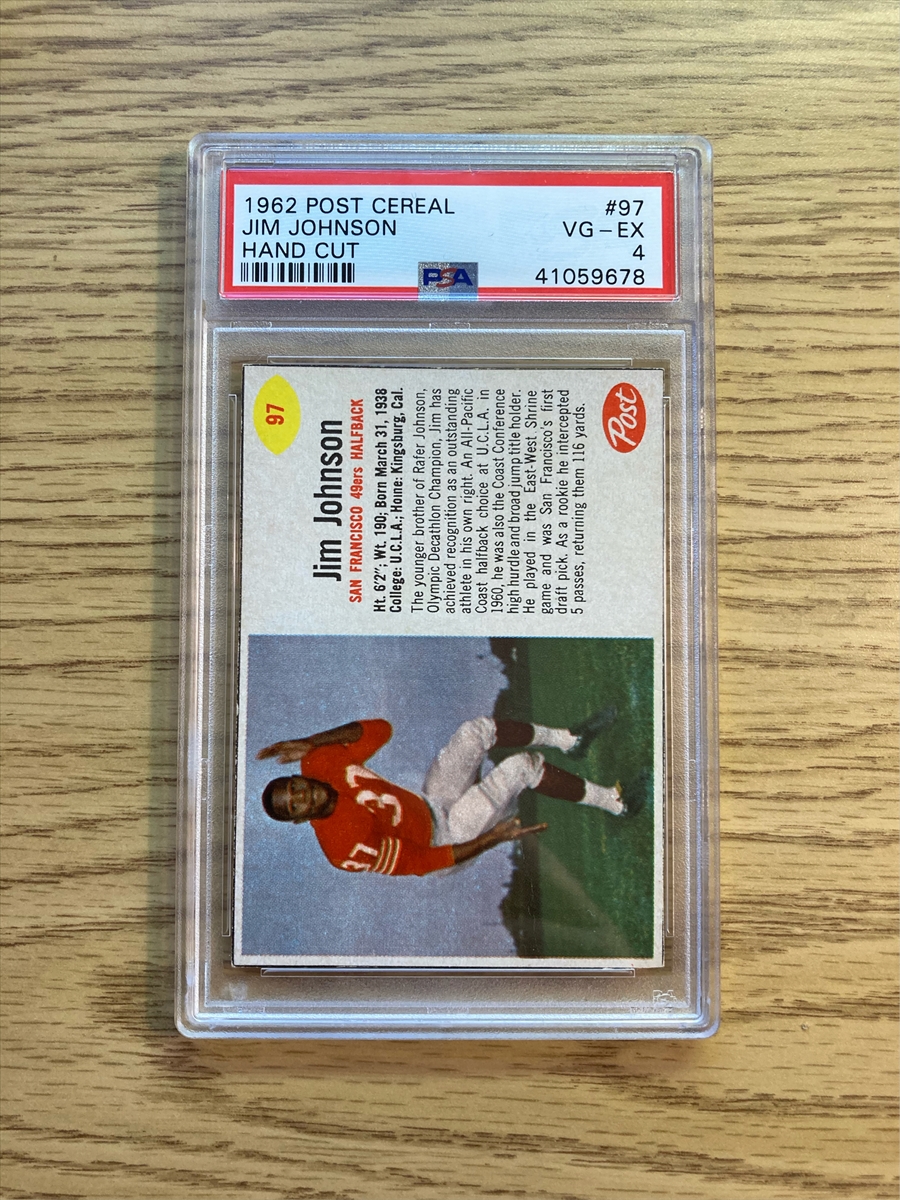 1962 POST CEREAL #97
JIM JOHNSON VG-EX
HAND CUT 4
PSA 41059678
97
Jim Johnson
SAN FRANCISCO 49ers HALFBACK
Ht. 6'2"; Wt. 190; Born March 31, 1938
College: U.C.L.A.; Home: Kingsburg, Cal.
The younger brother of Rafer Johnson,
Olympic Decathlon Champion, Jim has
achieved recognition as an outstanding
athlete in his own right. An All-Pacific
Coast halfback choice at U.C.L.A. in
1960, he was also the Coast Conference
high hurdle and broad jump title holder.
He played in the East-West Shrine
game and was San Francisco's first
draft pick. As a rookie he intercepted
5 passes, returning them 116 yards.
Post
37
37